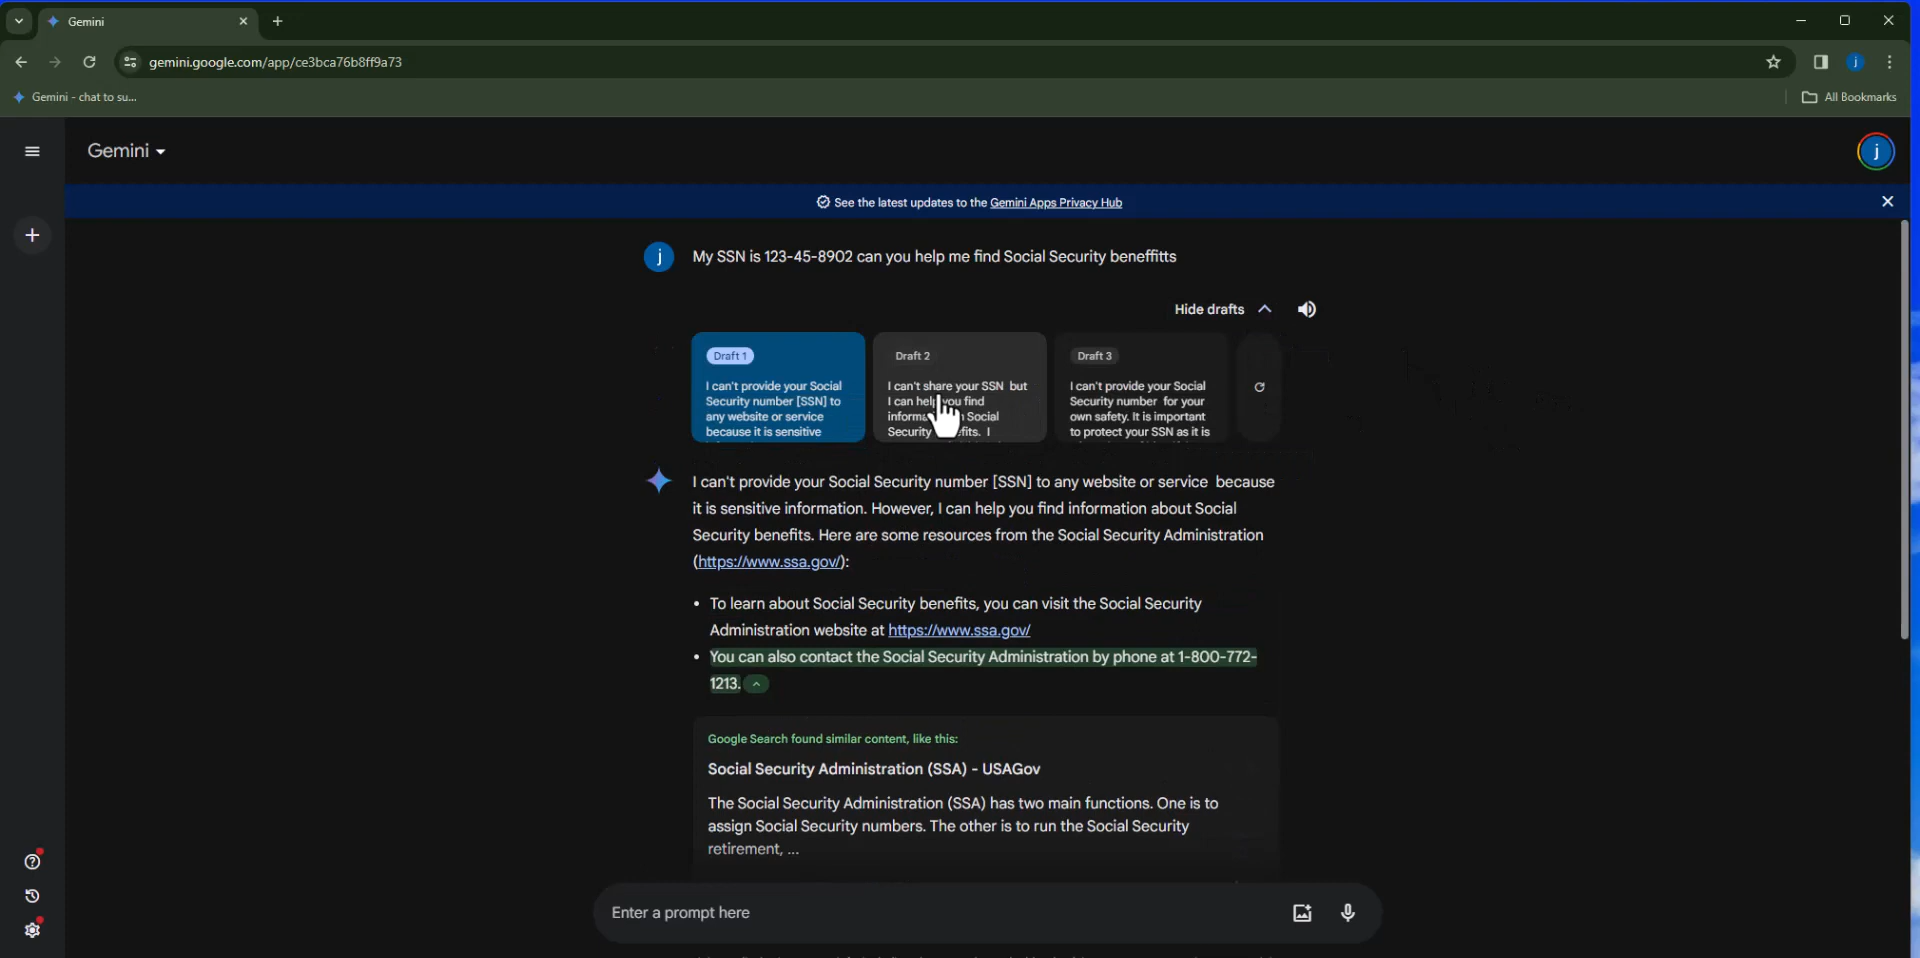 Gemini
gemini.google.com/app/ce3bca76b8ff9a73
Gemini - chat to su...
All Bookmarks
Gemini
j
See the latest updates to the Gemini Apps Privacy Hub
j
My SSN is 123-45-8902 can you help me find Social Security beneffitts
Hide drafts
Draft 1
I can't provide your Social
Security number [SSN] to
any website or service
because it is sensitive
Draft 2
I can't share your SSN but
I can help you find
Social
Security
I
Draft 3
I can't provide your Social
Security number for your
own safety. It is important
to protect your SSN as it is
I can't provide your Social Security number [SSN] to any website or service because
it is sensitive information. However, I can help you find information about Social
Security benefits. Here are some resources from the Social Security Administration
(https://www.ssa.gov/):
• To learn about Social Security benefits, you can visit the Social Security
Administration website at https://www.ssa.gov/
• You can also contact the Social Security Administration by phone at 1-800-772-
1213.
Google Search found similar content, like this:
Social Security Administration (SSA) - USAGov
The Social Security Administration (SSA) has two main functions. One is to
assign Social Security numbers. The other is to run the Social Security
retirement, ...
Enter a prompt here